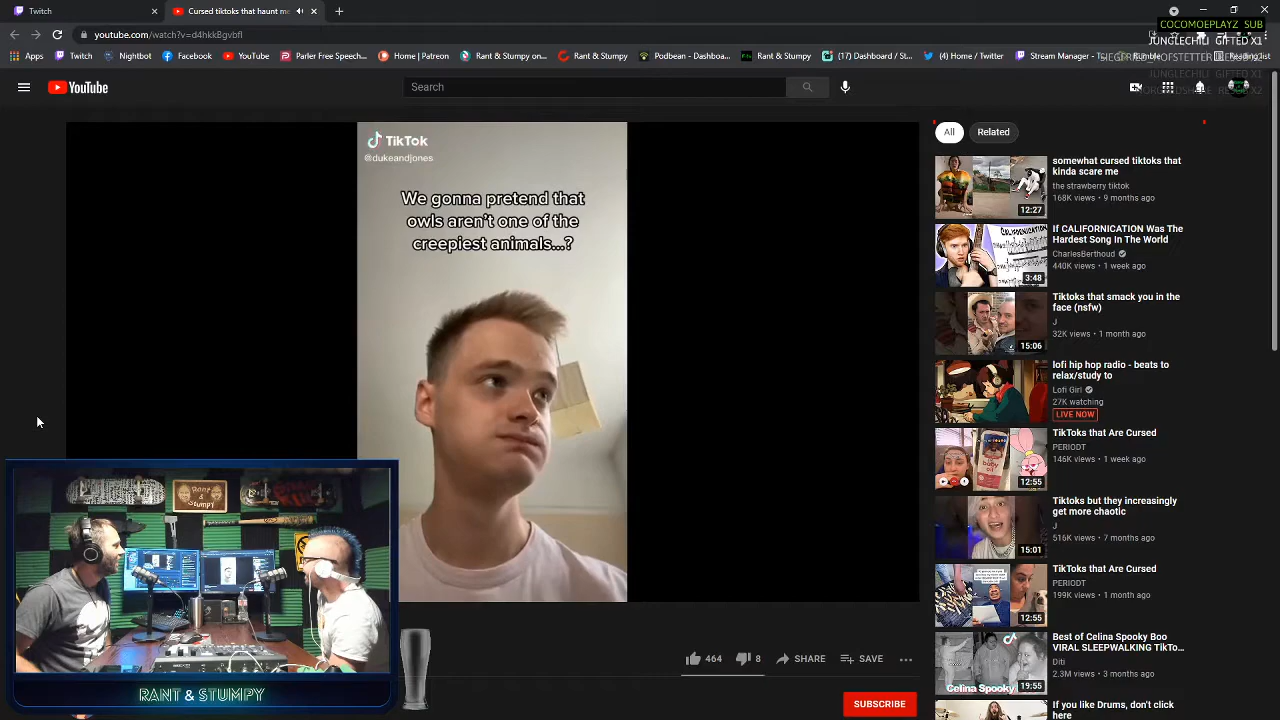 Twitch
Cursed tiktoks that haunt me
COCOMOEPLAYZ SUB
youtube.com/watch?v=d4hkkBgvbfI
JUNGLECHILI GIFTED X1
Apps
Twitch
Nightbot
Facebook
YouTube
Parler Free Speech...
Home | Patreon
Rant & Stumpy on...
Rant & Stumpy
Podbean - Dashboa...
Rant & Stumpy
(17) Dashboard / St...
(4) Home / Twitter
Stream Manager - T...
YouTube
Search
TikTok
@dukeandjones
We gonna pretend that
owls aren't one of the
creepiest animals...?
All
Related
somewhat cursed tiktoks that
kinda scare me
the strawberry tiktok
168K views • 9 months ago
12:27
If CALIFORNICATION Was The
Hardest Song In The World
CharlesBerthoud
440K views • 1 week ago
3:48
Tiktoks that smack you in the
face (nsfw)
J
32K views • 1 month ago
15:06
lofi hip hop radio - beats to
relax/study to
Lofi Girl
27K watching
LIVE NOW
TikToks that Are Cursed
PERIODT
146K views • 1 week ago
12:55
Tiktoks but they increasingly
get more chaotic
J
516K views • 7 months ago
15:01
TikToks that Are Cursed
PERIODT
199K views • 1 month ago
12:55
Best of Celina Spooky Boo
VIRAL SLEEPWALKING TikTo...
Diti
2.3M views • 3 months ago
Celina Spooky
19:55
If you like Drums, don't click
here
RANT & STUMPY
464
8
SHARE
SAVE
SUBSCRIBE